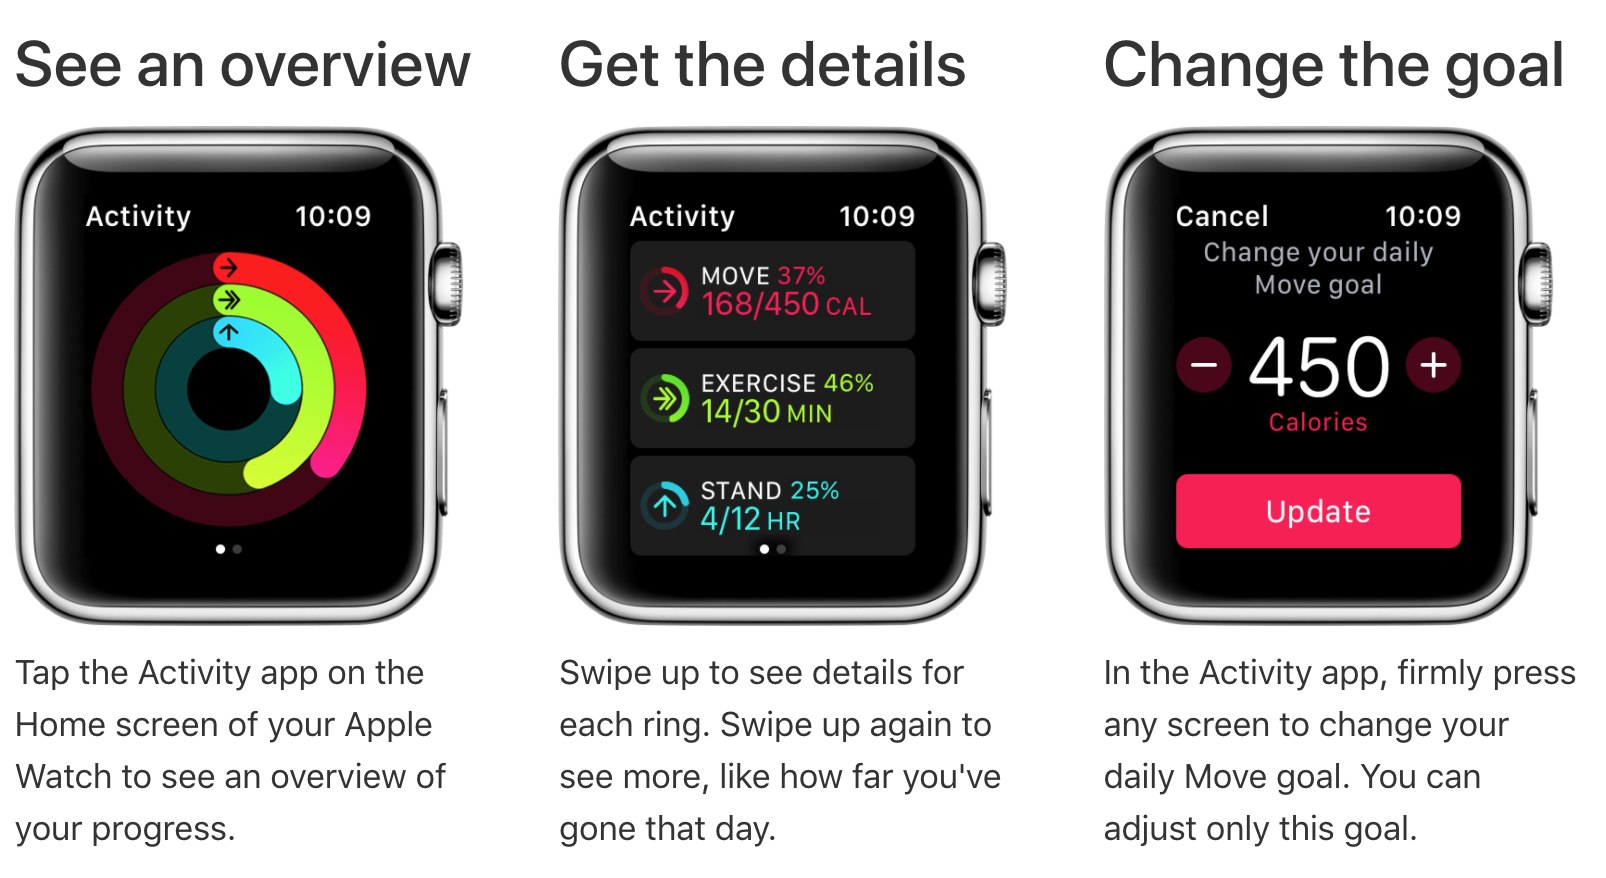 See an overview
Activity 10:09
Tap the Activity app on the
Home screen of your Apple
Watch to see an overview of
your progress.
Get the details
Activity 10:09
MOVE 37%
168/450 CAL
EXERCISE 46%
14/30 MIN
STAND 25%
4/12 HR
Swipe up to see details for
each ring. Swipe up again to
see more, like how far you've
gone that day.
Change the goal
Cancel 10:09
Change your daily
Move goal
450
Calories
Update
In the Activity app, firmly press
any screen to change your
daily Move goal. You can
adjust only this goal.